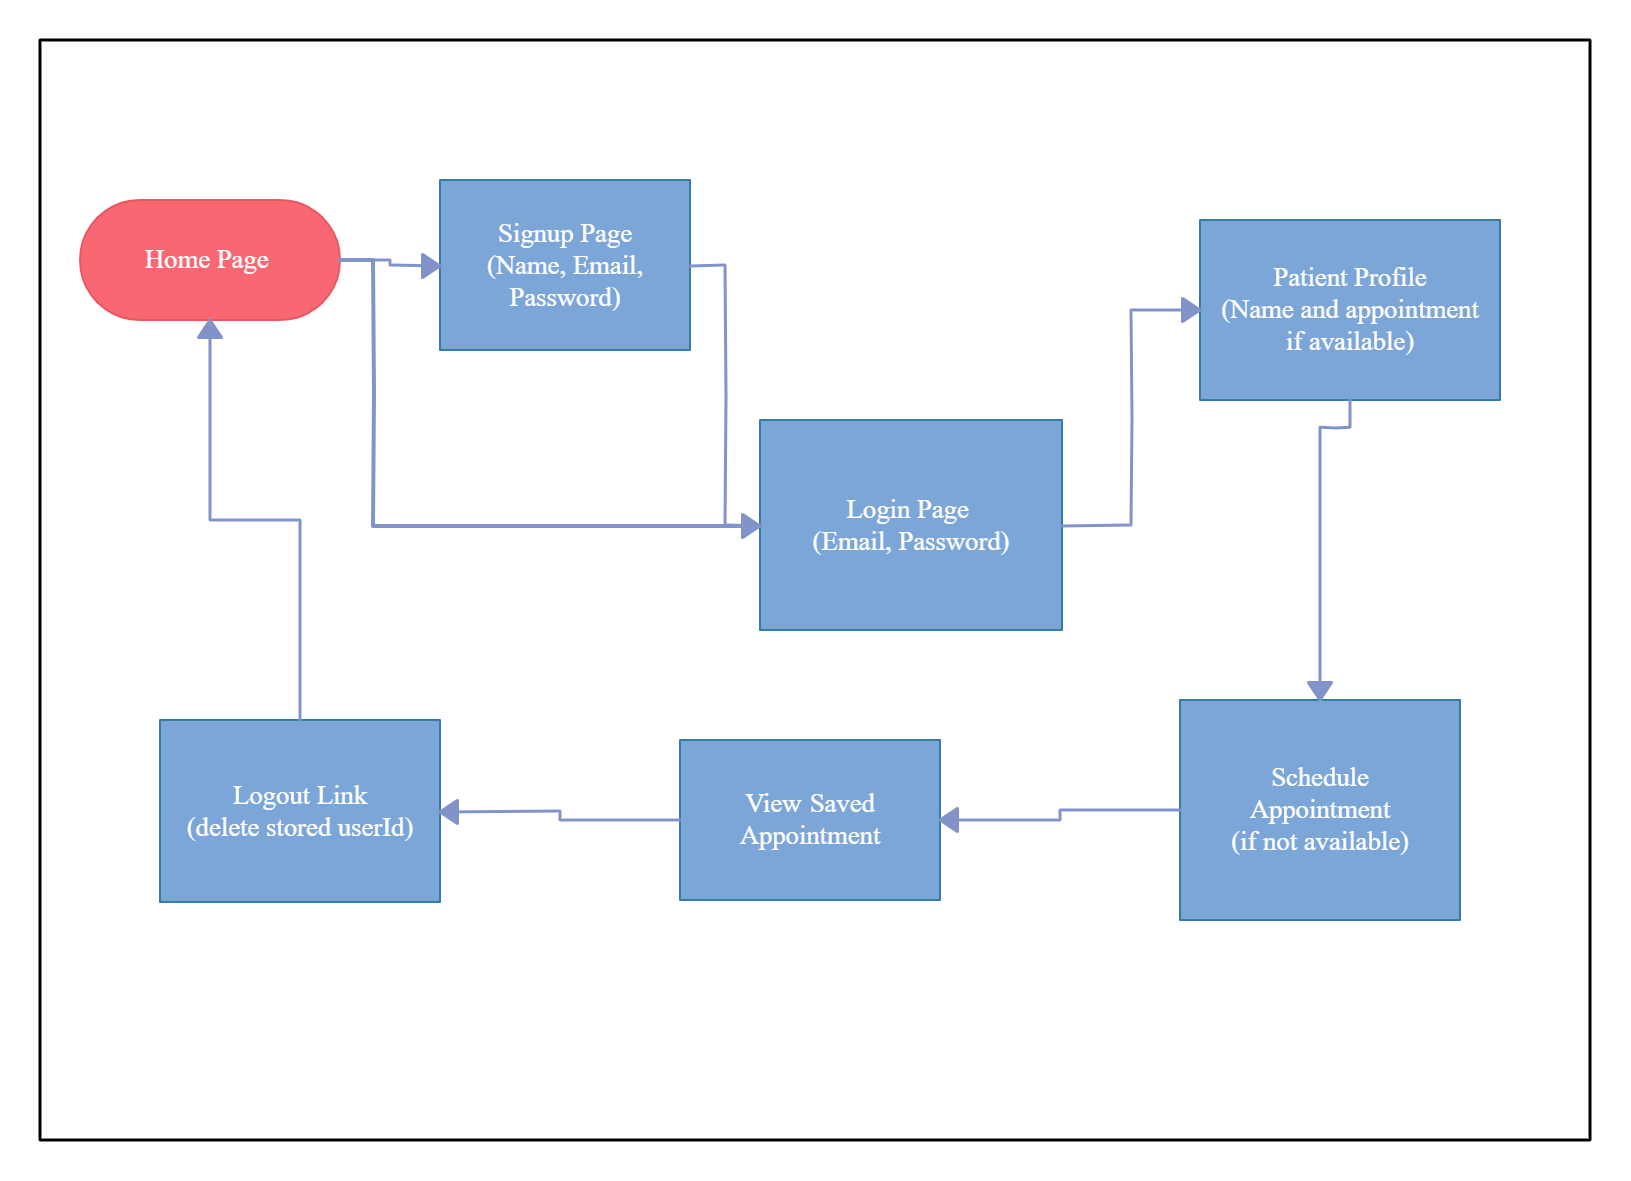 Home Page
Signup Page
(Name, Email,
Password)
Patient Profile
(Name and appointment
if available)
Login Page
(Email, Password)
Schedule
Appointment
(if not available)
View Saved
Appointment
Logout Link
(delete stored userId)